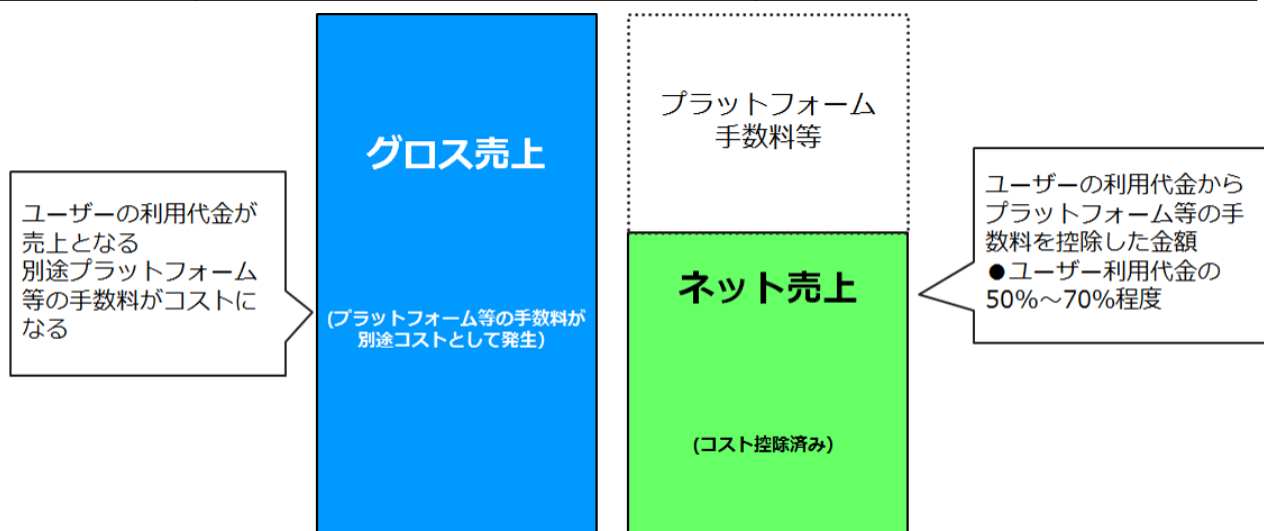 ユーザーの利用代金が
売上となる
別途プラットフォーム
等の手数料がコストに
なる
グロス売上
(プラットフォーム等の手数料が
別途コストとして発生)
プラットフォーム
手数料等
ネット売上
(コスト控除済み)
ユーザーの利用代金から
プラットフォーム等の手
数料を控除した金額
●ユーザー利用代金の
50%～70%程度